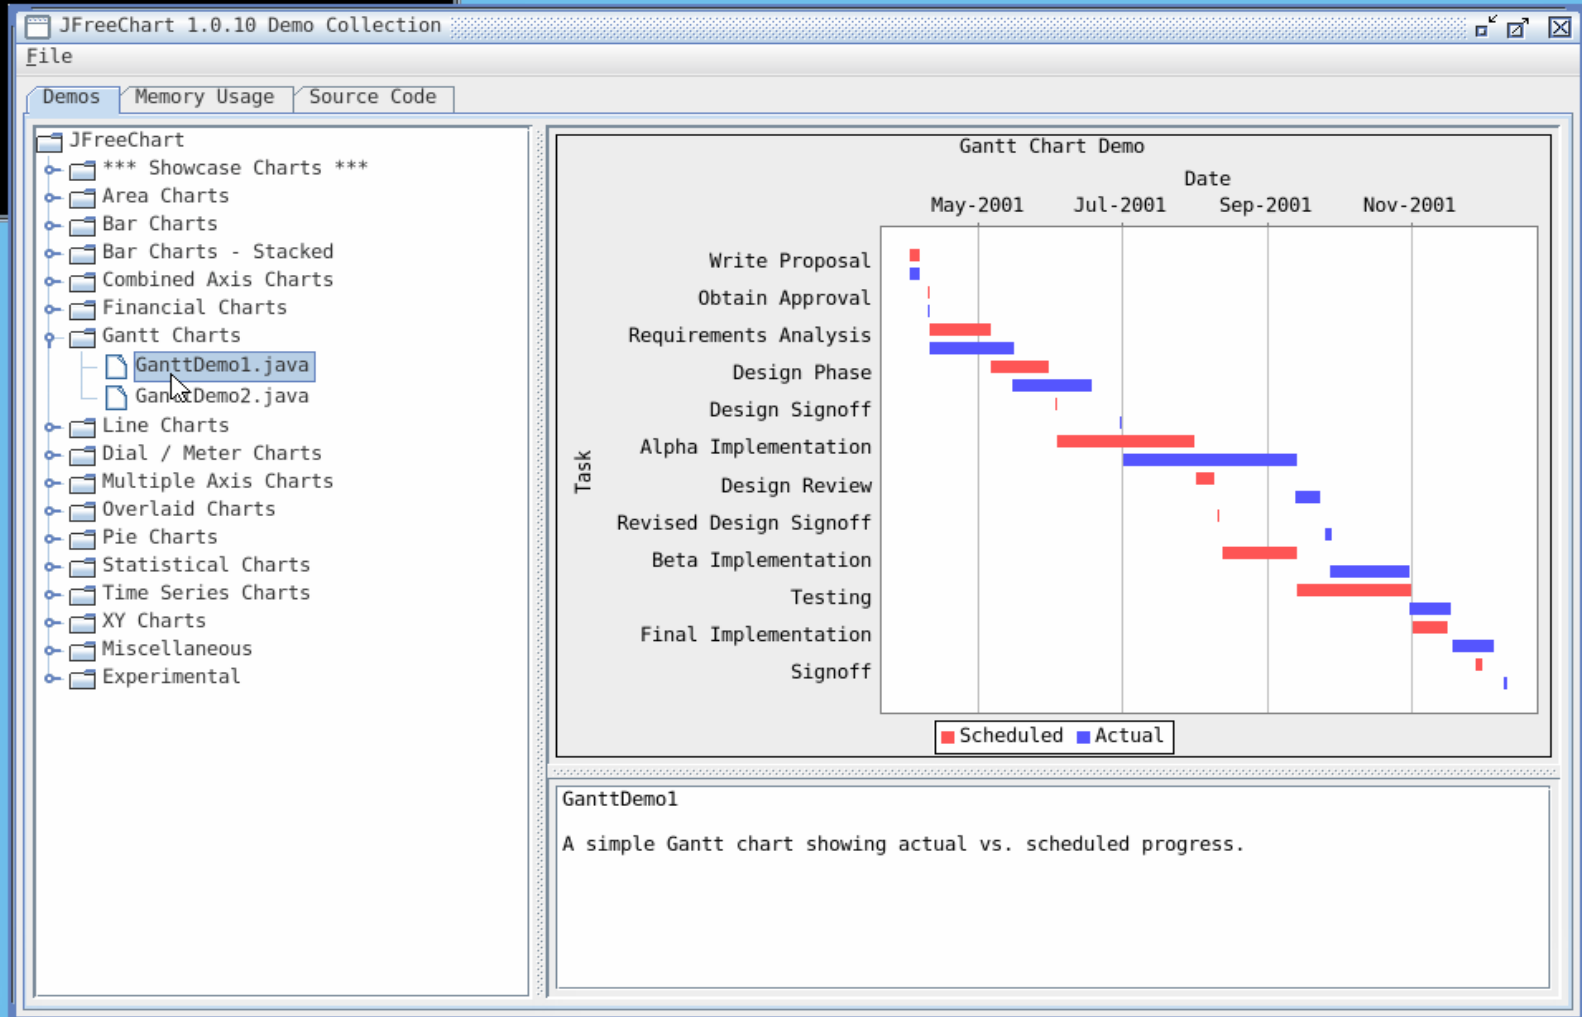 JFreeChart 1.0.10 Demo Collection
File
Demos Memory Usage Source Code
JFreeChart
*** Showcase Charts ***
Area Charts
Bar Charts
Bar Charts - Stacked
Combined Axis Charts
Financial Charts
Gantt Charts
GanttDemo1.java
GanttDemo2.java
Line Charts
Dial / Meter Charts
Multiple Axis Charts
Overlaid Charts
Pie Charts
Statistical Charts
Time Series Charts
XY Charts
Miscellaneous
Experimental
Gantt Chart Demo
Date
May-2001 Jul-2001 Sep-2001 Nov-2001
Task
Write Proposal
Obtain Approval
Requirements Analysis
Design Phase
Design Signoff
Alpha Implementation
Design Review
Revised Design Signoff
Beta Implementation
Testing
Final Implementation
Signoff
Scheduled Actual
GanttDemo1
A simple Gantt chart showing actual vs. scheduled progress.